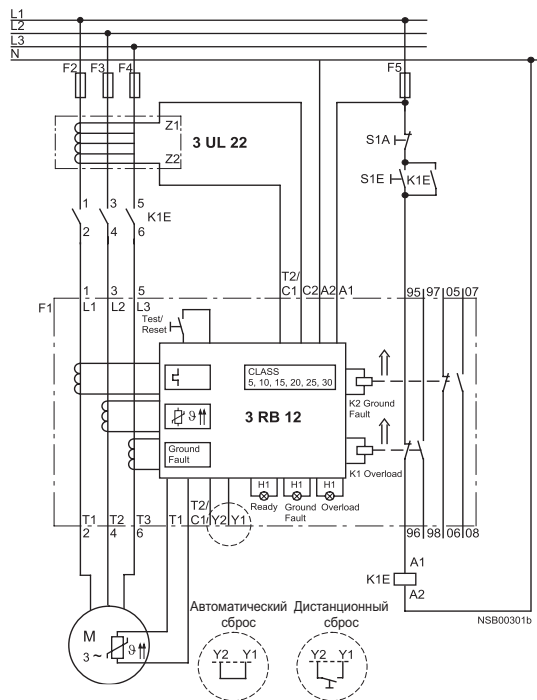 L1
L2
L3
N
F2 F3 F4 F5
Z1
3 UL 22
Z2
S1A
S1E K1E
1 3 5
K1E
2 4 6
T2/
C1 C2 A2 A1
1 3 5
95 97 05 07
F1
L1 L2 L3
Test/
Reset
CLASS
5, 10, 15, 20, 25, 30
K2 Ground
Fault
3 RB 12
ϑ
Ground
Fault
K1 Overload
H1 H1 H1
Ready Ground
Fault Overload
T1 T2 T3 T1 T2/
C1 Y2 Y1
2 4 6
96 98 06 08
A1
K1E
A2
NSB00301b
M
3 ~
ϑ
Автоматический
сброс
Дистанционный
сброс
Y2 Y1
Y2 Y1